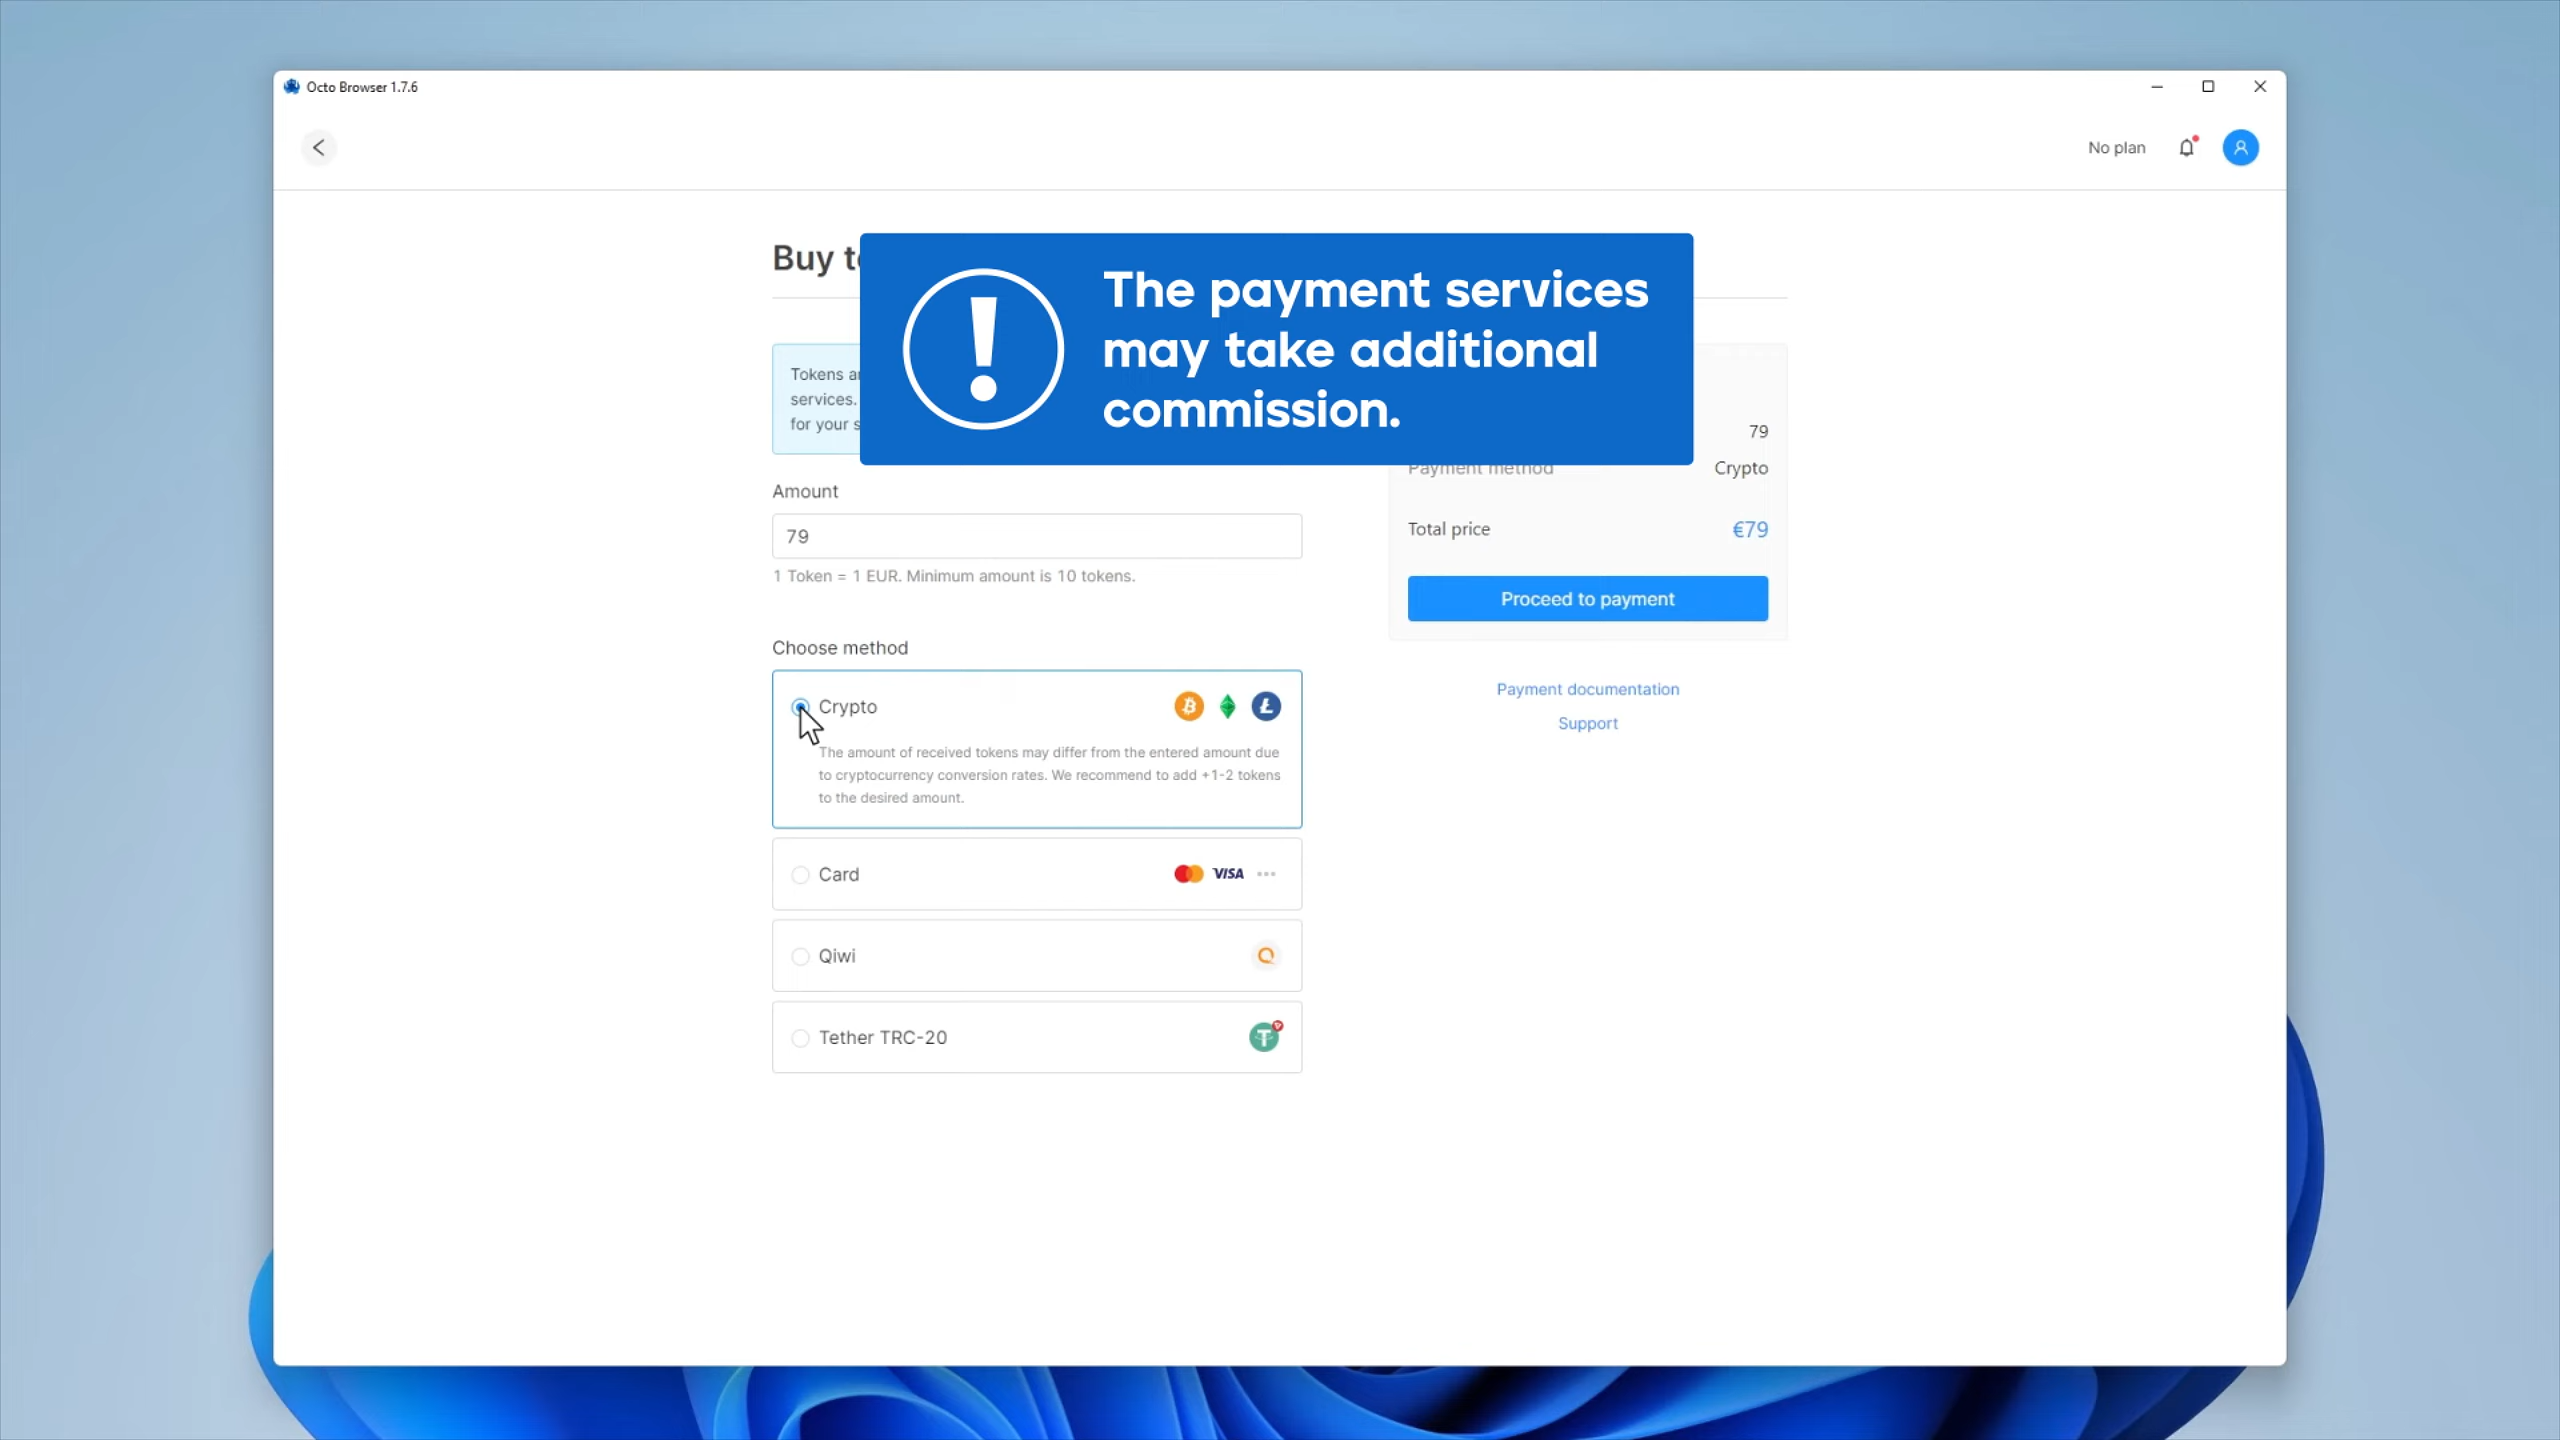 Octo Browser 1.7.6
No plan
Buy
The payment services
may take additional
commission.
Tokens
services.
for your
79
Payment method
Crypto
Amount
79
1 Token = 1 EUR. Minimum amount is 10 tokens.
Total price
€79
Proceed to payment
Payment documentation
Support
Choose method
Crypto
The amount of received tokens may differ from the entered amount due
to cryptocurrency conversion rates. We recommend to add +1-2 tokens
to the desired amount.
Card
VISA
Qiwi
Tether TRC-20